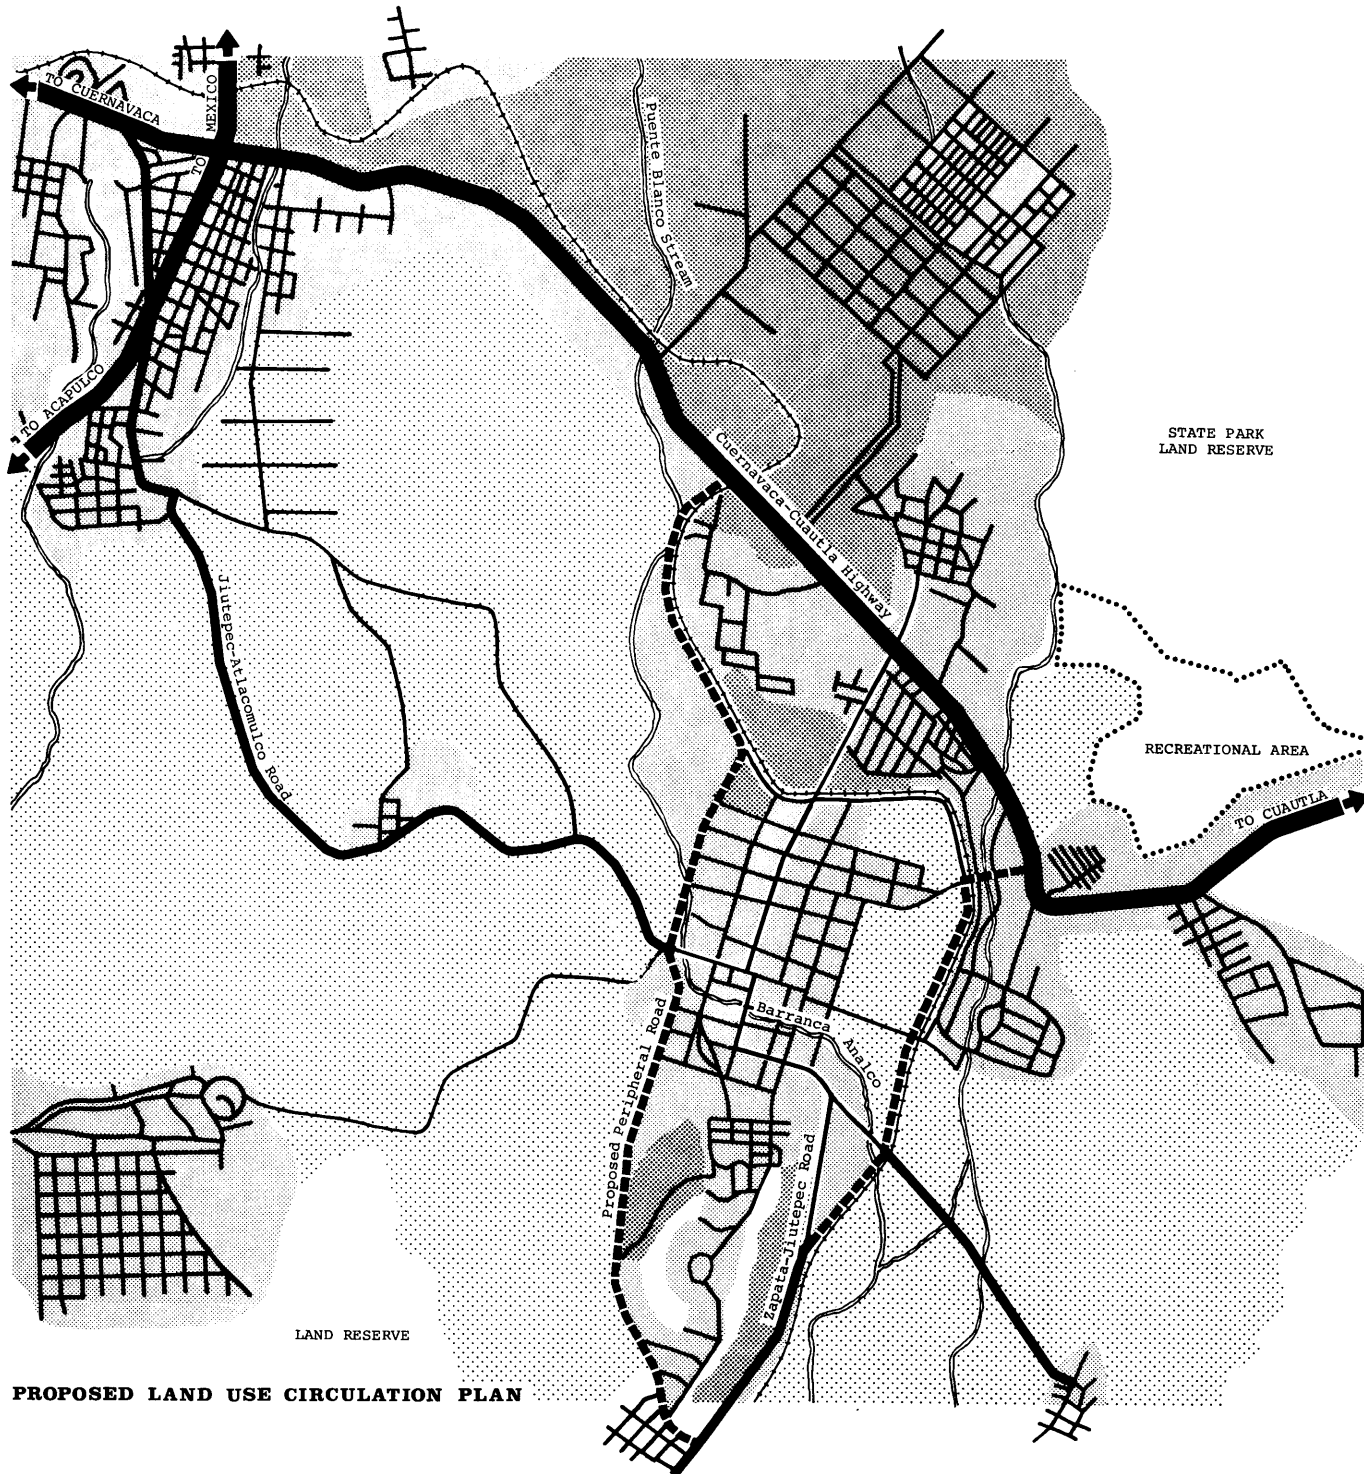 TO CUERNAVACA
TO MEXICO
Puente Blanco Stream
TO ACAPULCO
STATE PARK
LAND RESERVE
Cuernavaca-Cuautla Highway
Jiutepec-Atlacomulco Road
RECREATIONAL AREA
TO CUAUTLA
Barranca Analco
Proposed Peripheral Road
Zapata-Jiutepec Road
LAND RESERVE
PROPOSED LAND USE CIRCULATION PLAN